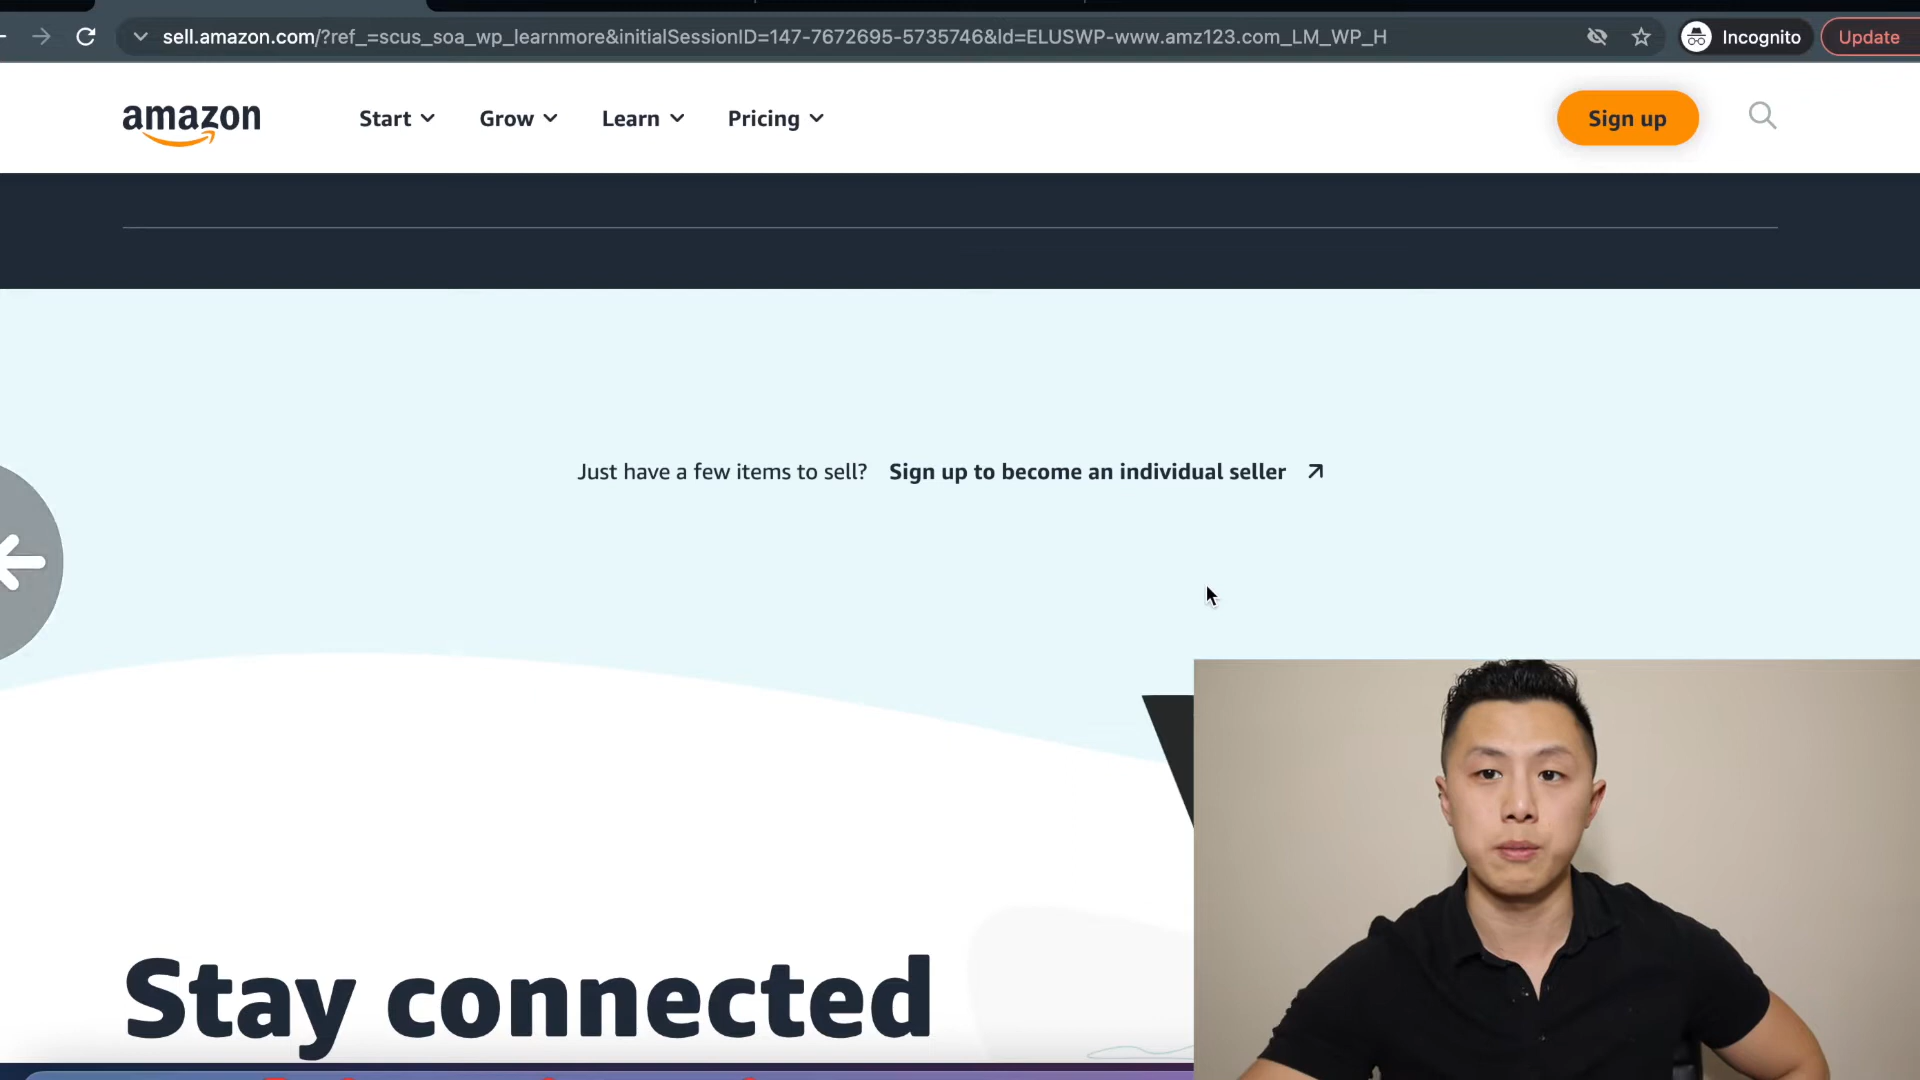 sell.amazon.com/?ref_=scus_soa_wp_learnmore&initialSessionID=147-7672695-5735746&ld=ELUSWP-www.amz123.com_LM_WP_H
Incognito
Update
amazon
Start
Grow
Learn
Pricing
Sign up
Just have a few items to sell? Sign up to become an individual seller
Stay connected